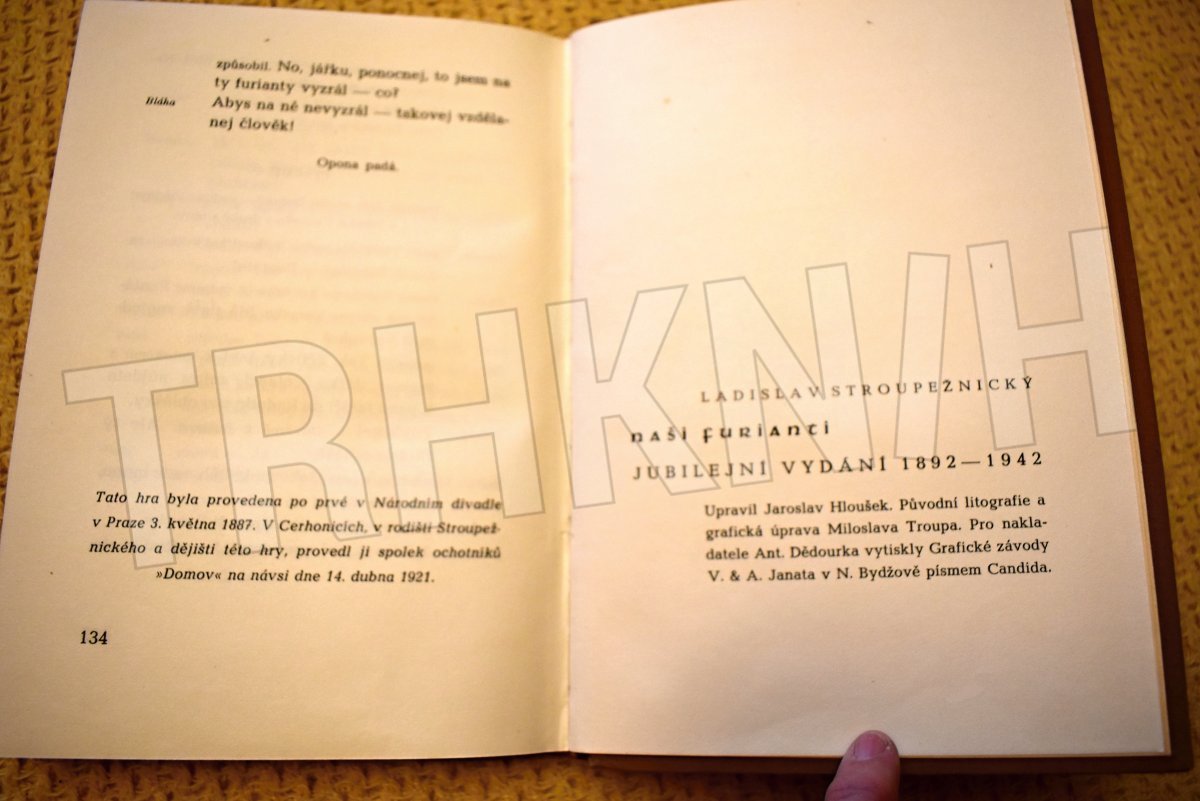 způsobil. No, jářku, ponocnej, to jsem na
ty furianty vyzrál — co?
Bláha
Abys na ně nevyzrál — takovej vzděla-
nej člověk!
Opona padá.
Tato hra byla provedena po prvé v Národním divadle
v Praze 3. května 1887. V Cerhonicích, v rodišti Stroupež-
nického a dějišti této hry, provedl ji spolek ochotníků
»Domov« na návsi dne 14. dubna 1921.
134
LADISLAV STROUPEŽNICKÝ
naši furianti
JUBILEJNÍ VYDÁNÍ 1892—1942
Upravil Jaroslav Hloušek. Původní litografie a
grafická úprava Miloslava Troupa. Pro nakla-
datele Ant. Dědourka vytiskly Grafické závody
V. & A. Janata v N. Bydžově písmem Candida.
TRHKNIH